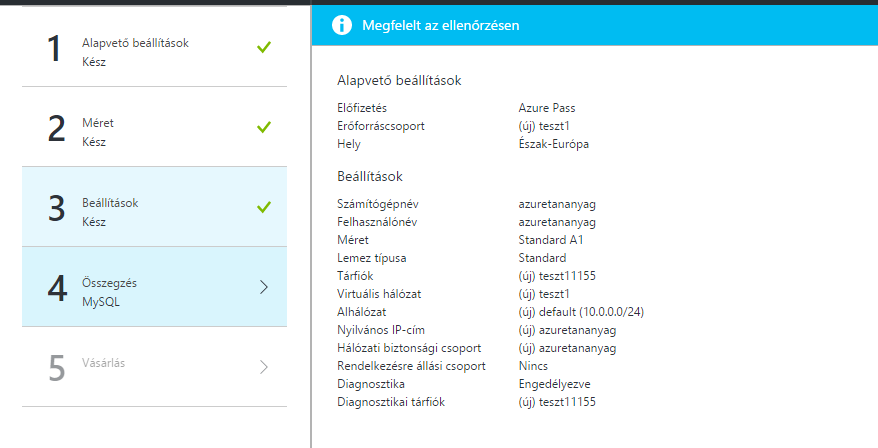 1 Alapvető beállítások
Kész
2 Méret
Kész
3 Beállítások
Kész
4 Összegzés
MySQL
5 Vásárlás
Megfelelt az ellenőrzésen
Alapvető beállítások
Előfizetés Azure Pass
Erőforráscsoport (új) teszt1
Hely Észak-Európa
Beállítások
Számítógépnév azuretananyag
Felhasználónév azuretananyag
Méret Standard A1
Lemez típusa Standard
Tárfiók (új) teszt11155
Virtuális hálózat (új) teszt1
Alhálózat (új) default (10.0.0.0/24)
Nyilvános IP-cím (új) azuretananyag
Hálózati biztonsági csoport (új) azuretananyag
Rendelkezésre állási csoport Nincs
Diagnosztika Engedélyezve
Diagnosztikai tárfiók (új) teszt11155